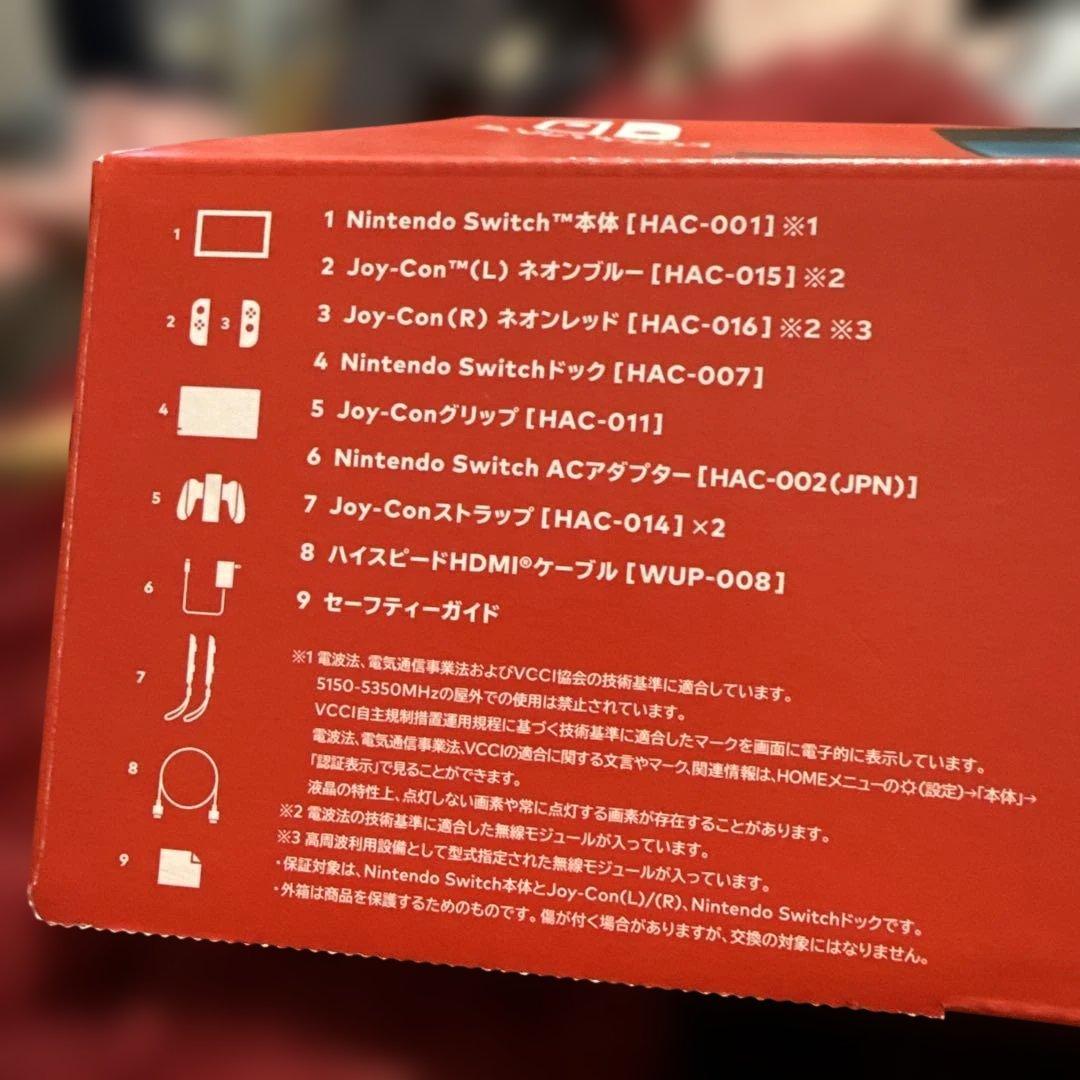 1 Nintendo Switch™本体 [HAC-001] ※1
2 Joy-Con™(L) ネオンブルー [HAC-015] ※2
3 Joy-Con(R) ネオンレッド [HAC-016] ※2 ※3
4 Nintendo Switchドック [HAC-007]
5 Joy-Conグリップ [HAC-011]
6 Nintendo Switch ACアダプター [HAC-002(JPN)]
7 Joy-Conストラップ [HAC-014] ×2
8 ハイスピードHDMI®ケーブル [WUP-008]
9 セーフティーガイド
1
2 3
4
5
6
7
8
9
※1 電波法、電気通信事業法およびVCCI協会の技術基準に適合しています。
5150-5350MHzの屋外での使用は禁止されています。
VCCI自主規制措置運用規程に基づく技術基準に適合したマークを画面に電子的に表示しています。
電波法、電気通信事業法、VCCIの適合に関する文言やマーク、関連情報は、HOMEメニューの(設定)→「本体」→
「認証表示」で見ることができます。
液晶の特性上、点灯しない画素や常に点灯する画素が存在することがあります。
※2 電波法の技術基準に適合した無線モジュールが入っています。
※3 高周波利用設備として型式指定された無線モジュールが入っています。
・保証対象は、Nintendo Switch本体とJoy-Con(L)/(R)、Nintendo Switchドックです。
・外箱は商品を保護するためのものです。傷が付く場合がありますが、交換の対象にはなりません。